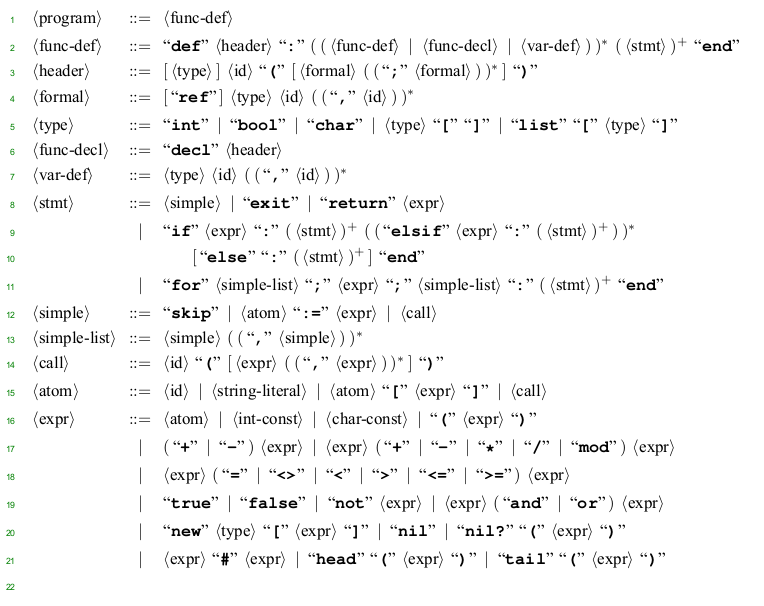 1 ⟨program⟩ ::= ⟨func-def⟩
2 ⟨func-def⟩ ::= “def” ⟨header⟩ “:” ( ( ⟨func-def⟩ | ⟨func-decl⟩ | ⟨var-def⟩ ) )* ( ⟨stmt⟩ )+ “end”
3 ⟨header⟩ ::= [ ⟨type⟩ ] ⟨id⟩ “(” [ ⟨formal⟩ ( ( “;” ⟨formal⟩ ) )* ] “)”
4 ⟨formal⟩ ::= [ “ref” ] ⟨type⟩ ⟨id⟩ ( ( “,” ⟨id⟩ ) )*
5 ⟨type⟩ ::= “int” | “bool” | “char” | ⟨type⟩ “[” “]” | “list” “[” ⟨type⟩ “]”
6 ⟨func-decl⟩ ::= “decl” ⟨header⟩
7 ⟨var-def⟩ ::= ⟨type⟩ ⟨id⟩ ( ( “,” ⟨id⟩ ) )*
8 ⟨stmt⟩ ::= ⟨simple⟩ | “exit” | “return” ⟨expr⟩
9 | “if” ⟨expr⟩ “:” ( ⟨stmt⟩ )+ ( ( “elsif” ⟨expr⟩ “:” ( ⟨stmt⟩ )+ ) )*
10 [ “else” “:” ( ⟨stmt⟩ )+ ] “end”
11 | “for” ⟨simple-list⟩ “;” ⟨expr⟩ “;” ⟨simple-list⟩ “:” ( ⟨stmt⟩ )+ “end”
12 ⟨simple⟩ ::= “skip” | ⟨atom⟩ “:=” ⟨expr⟩ | ⟨call⟩
13 ⟨simple-list⟩ ::= ⟨simple⟩ ( ( “,” ⟨simple⟩ ) )*
14 ⟨call⟩ ::= ⟨id⟩ “(” [ ⟨expr⟩ ( ( “,” ⟨expr⟩ ) )* ] “)”
15 ⟨atom⟩ ::= ⟨id⟩ | ⟨string-literal⟩ | ⟨atom⟩ “[” ⟨expr⟩ “]” | ⟨call⟩
16 ⟨expr⟩ ::= ⟨atom⟩ | ⟨int-const⟩ | ⟨char-const⟩ | “(” ⟨expr⟩ “)”
17 | ( “+” | “-” ) ⟨expr⟩ | ⟨expr⟩ ( “+” | “-” | “*” | “/” | “mod” ) ⟨expr⟩
18 | ⟨expr⟩ ( “=” | “<>” | “<” | “>” | “<=” | “>=” ) ⟨expr⟩
19 | “true” | “false” | “not” ⟨expr⟩ | ⟨expr⟩ ( “and” | “or” ) ⟨expr⟩
20 | “new” ⟨type⟩ “[” ⟨expr⟩ “]” | “nil” | “nil?” “(” ⟨expr⟩ “)”
21 | ⟨expr⟩ “#” ⟨expr⟩ | “head” “(” ⟨expr⟩ “)” | “tail” “(” ⟨expr⟩ “)”
22